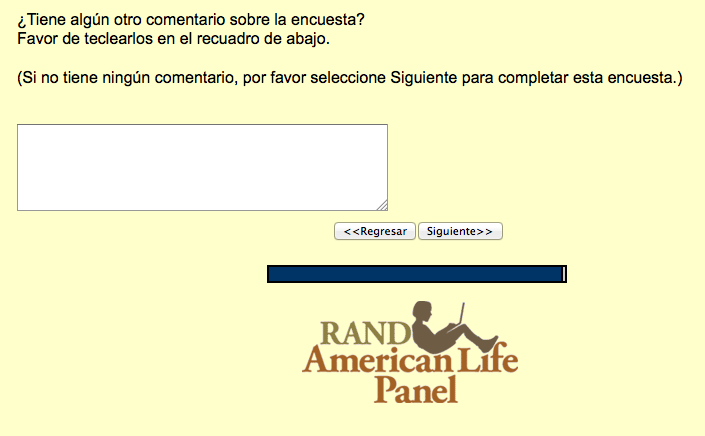 ¿Tiene algún otro comentario sobre la encuesta?
Favor de teclearlos en el recuadro de abajo.
(Si no tiene ningún comentario, por favor seleccione Siguiente para completar esta encuesta.)
<<Regresar Siguiente>>
RAND
American Life
Panel